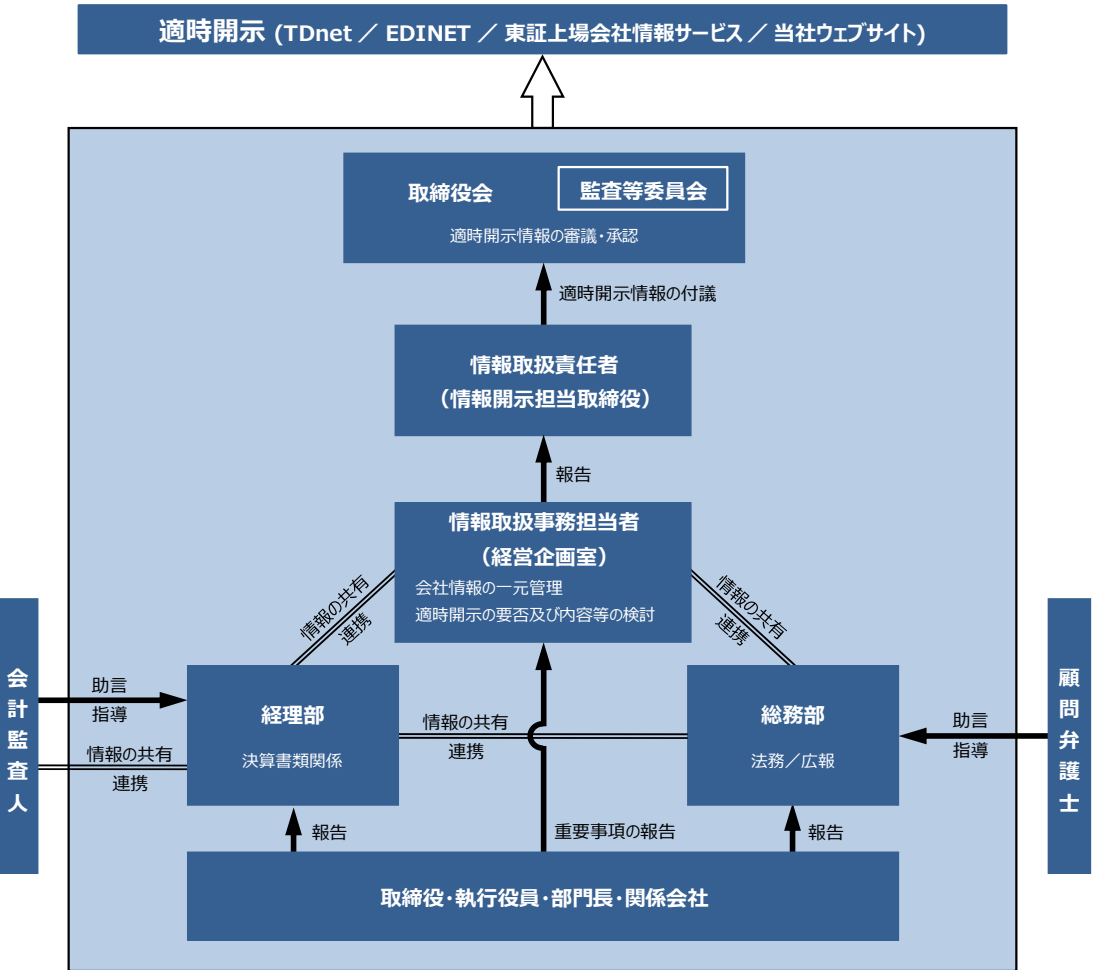 適時開示 (TDnet ／ EDINET ／ 東証上場会社情報サービス ／ 当社ウェブサイト)
取締役会
監査等委員会
適時開示情報の審議・承認
適時開示情報の付議
情報取扱責任者
（情報開示担当取締役）
報告
情報取扱事務担当者
（経営企画室）
会社情報の一元管理
適時開示の要否及び内容等の検討
情報の共有
連携
情報の共有
連携
会計監査人
助言
指導
情報の共有
連携
経理部
決算書類関係
情報の共有
連携
総務部
法務／広報
助言
指導
顧問弁護士
報告
重要事項の報告
報告
取締役・執行役員・部門長・関係会社